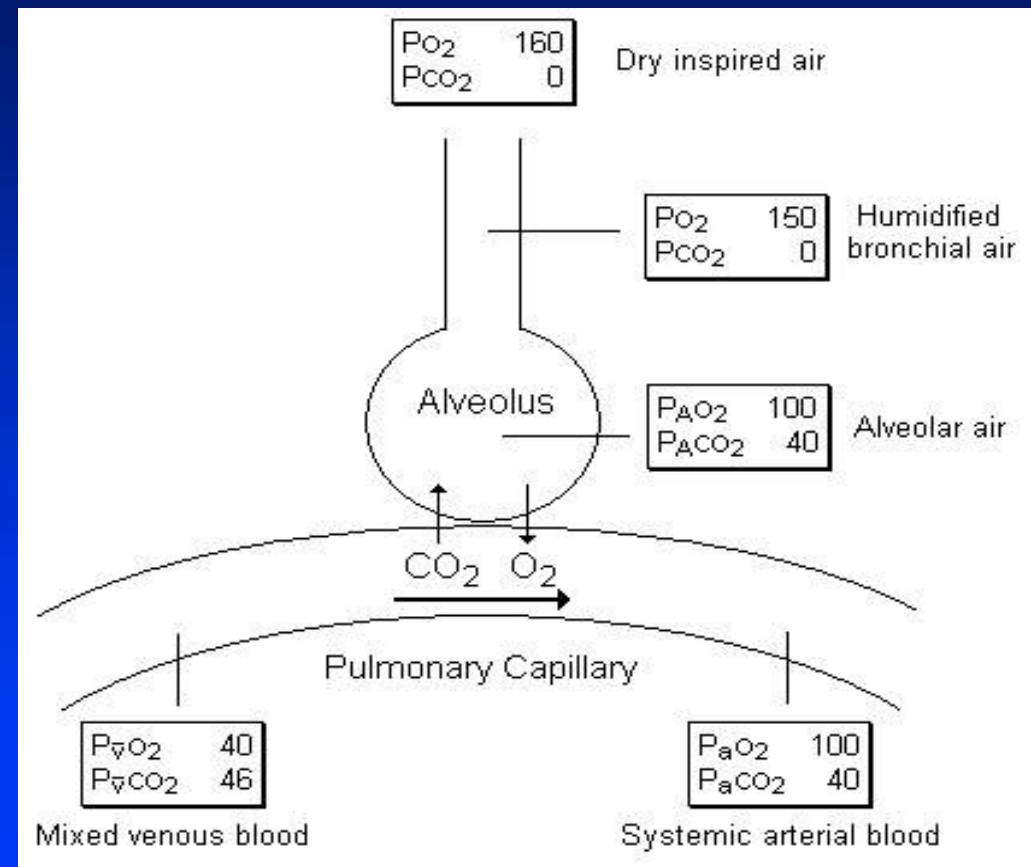 PO₂ 160
PCO₂ 0
Dry inspired air
PO₂ 150
PCO₂ 0
Humidified
bronchial air
Alveolus
PAO₂ 100
PACO₂ 40
Alveolar air
CO₂ O₂
Pulmonary Capillary
Pv̄O₂ 40
Pv̄CO₂ 46
Mixed venous blood
PaO₂ 100
PaCO₂ 40
Systemic arterial blood